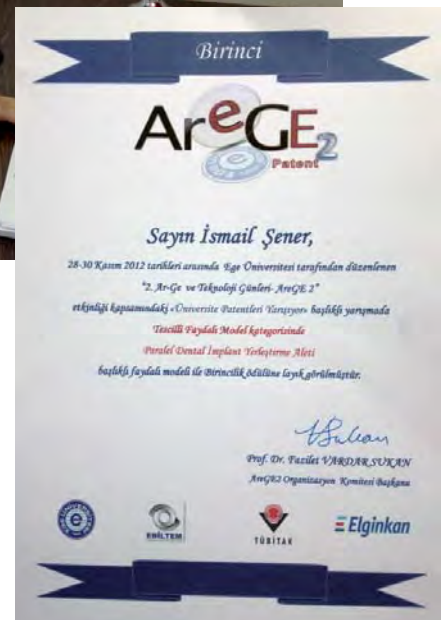 Birinci
AreGE2
Patent
Sayın İsmail Şener,
28-30 Kasım 2012 tarihleri arasında Ege Üniversitesi tarafından düzenlenen
"2. Ar-Ge ve Teknoloji Günleri- AreGE 2"
etkinliği kapsamındaki «Üniversite Patentleri Yarışıyor» başlıklı yarışmada
Tescilli Faydalı Model kategorisinde
Paralel Dental İmplant Yerleştirme Aleti
başlıklı faydalı modeli ile Birincilik ödülüne layık görülmüştür.
Prof. Dr. Fazilet VARDAR SUKAN
AreGE2 Organizasyon Komitesi Başkanı
EBİLTEM
TÜBİTAK
Elginkan